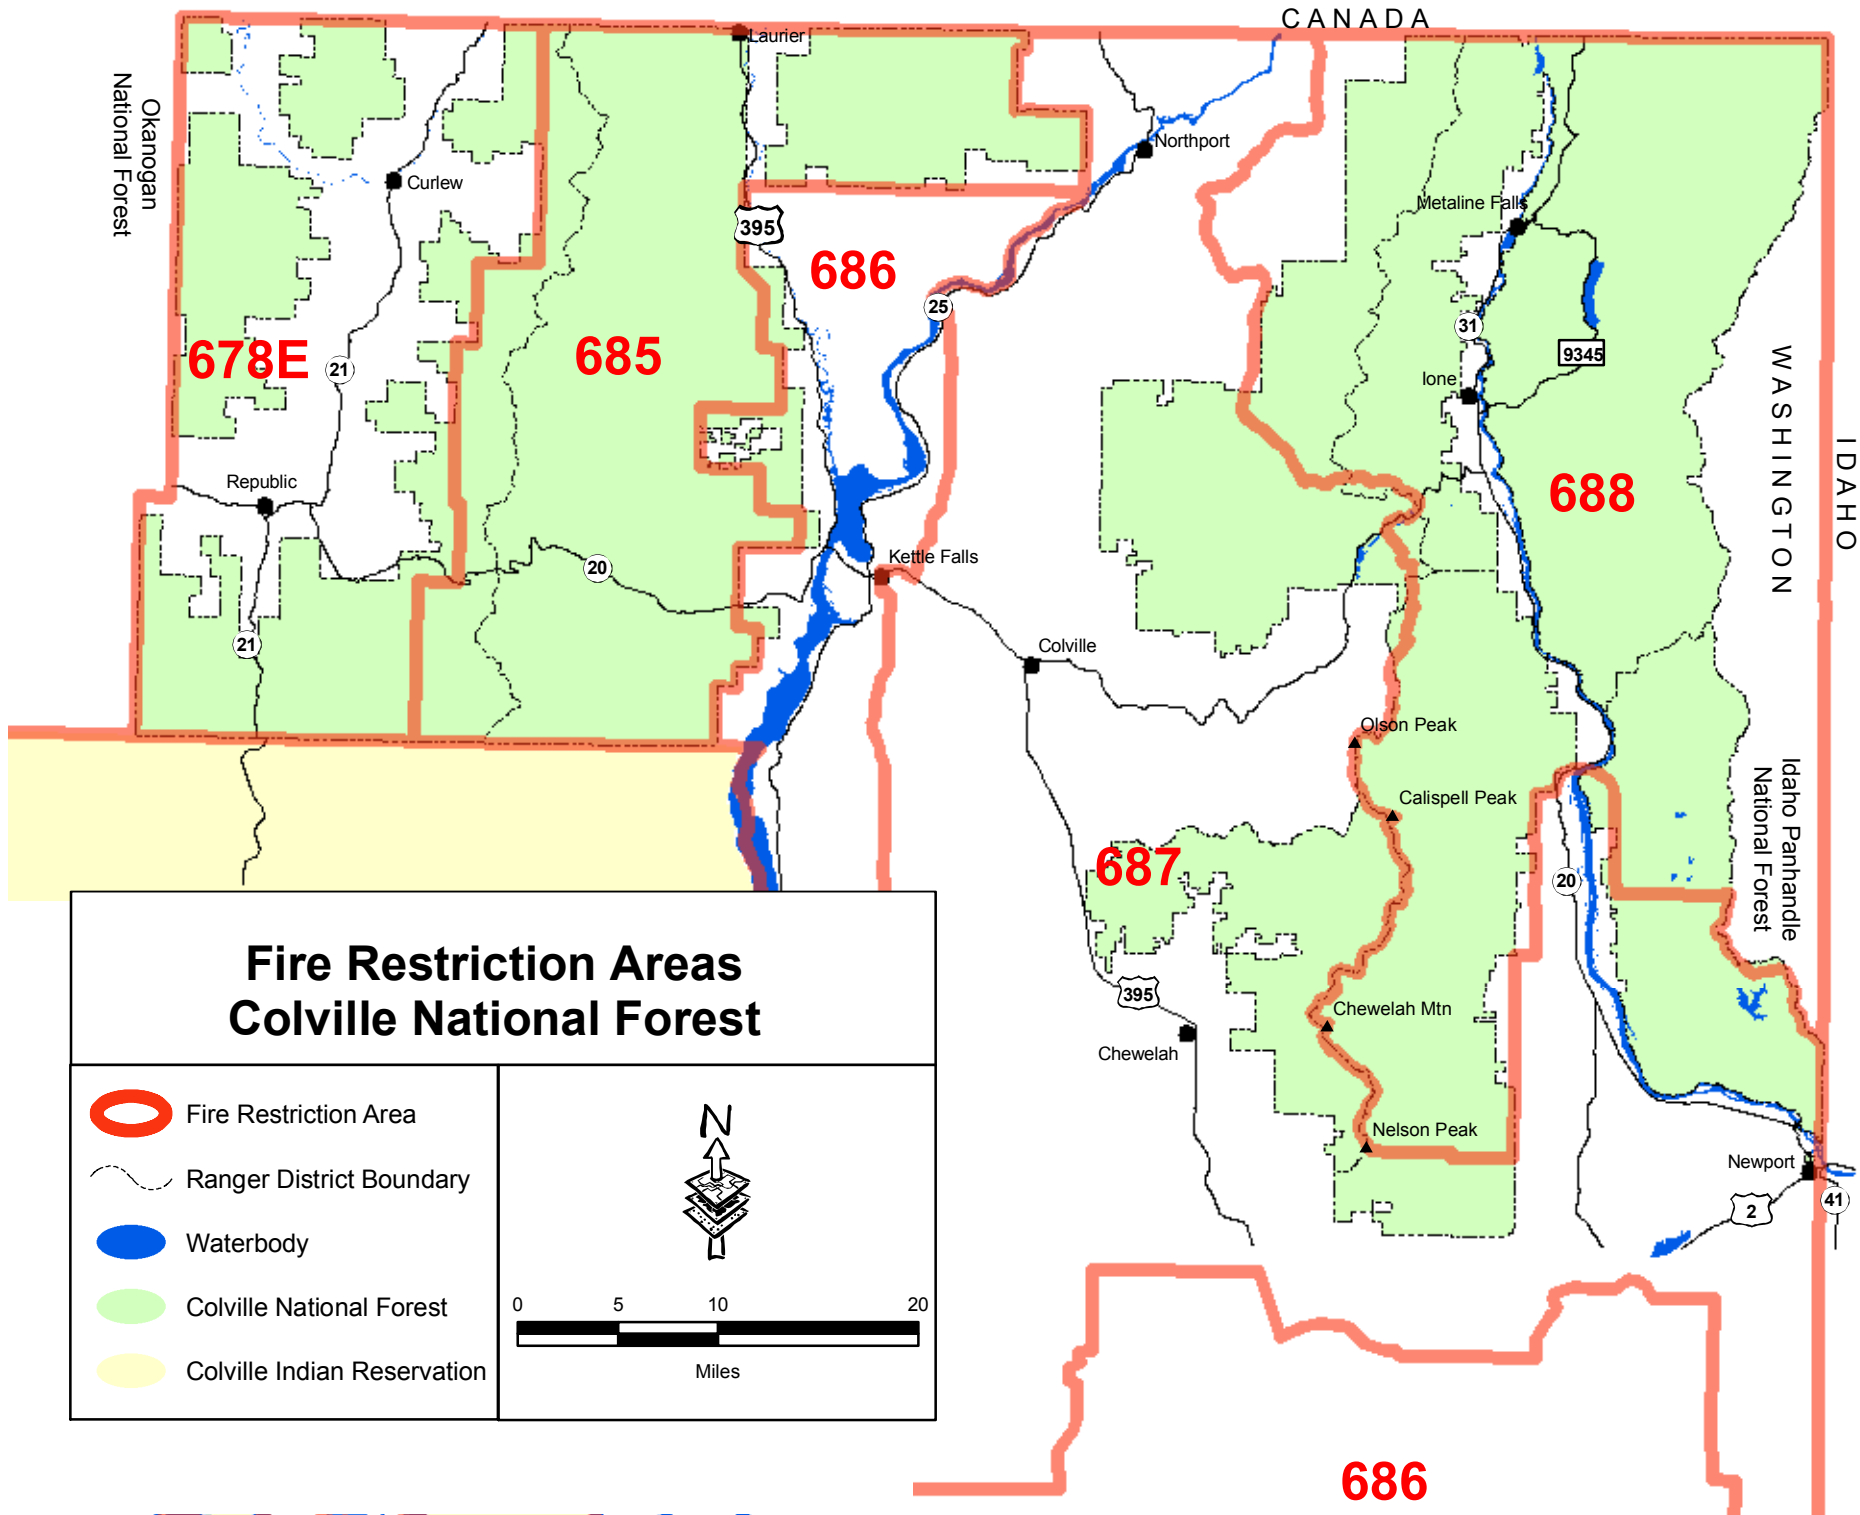 CANADA
Laurier
Okanogan
National Forest
Northport
Curlew
395
Metaline Falls
686
25
31
678E
21
685
9345
Ione
WASHINGTON
IDAHO
Republic
688
Kettle Falls
20
21
Colville
Olson Peak
Calispell Peak
Idaho Panhandle
National Forest
687
20
395
Chewelah Mtn
Chewelah
Nelson Peak
Newport
2
41
686
Fire Restriction Areas
Colville National Forest
Fire Restriction Area
Ranger District Boundary
Waterbody
Colville National Forest
Colville Indian Reservation
N
0 5 10 20
Miles